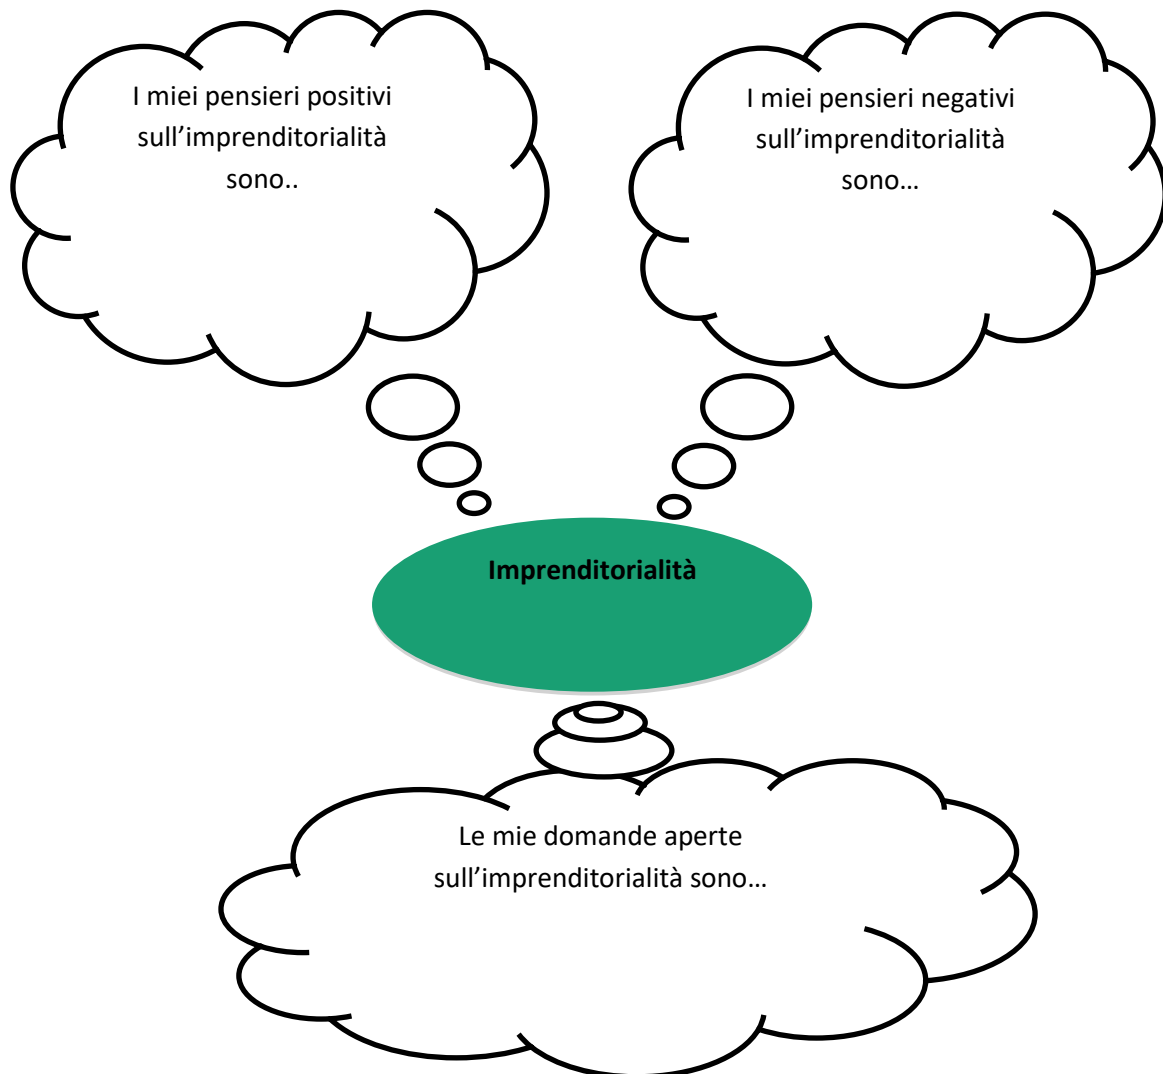 I miei pensieri positivi
sull’imprenditorialità
sono..
I miei pensieri negativi
sull’imprenditorialità
sono…
Imprenditorialità
Le mie domande aperte
sull’imprenditorialità sono…